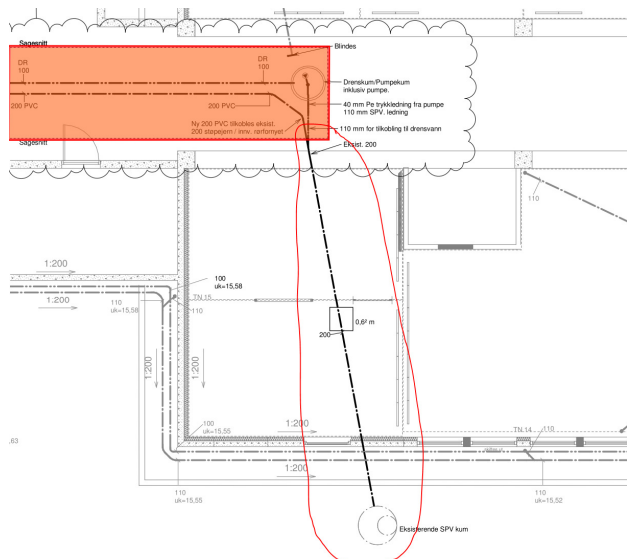 Sagesnitt
Blindes
DR
100
DR
100
Drenskum/Pumpekum
inklusiv pumpe.
200 PVC
200 PVC
40 mm Pe trykkledning fra pumpe
110 mm SPV. ledning
Ny 200 PVC tilkobles eksist.
200 støpejern / innv. rørfornyet
110 mm for tilkobling til drensvann
Sagesnitt
Eksist. 200
110
1:200
100
uk=15,58
1:200
110
uk=15,58
TN.15
110
0,6² m
200
1:200
1:200
100
uk=15,55
1:200
TN.14
110
,63
1:200
110
uk=15,55
110
uk=15,52
Eksisterende SPV kum